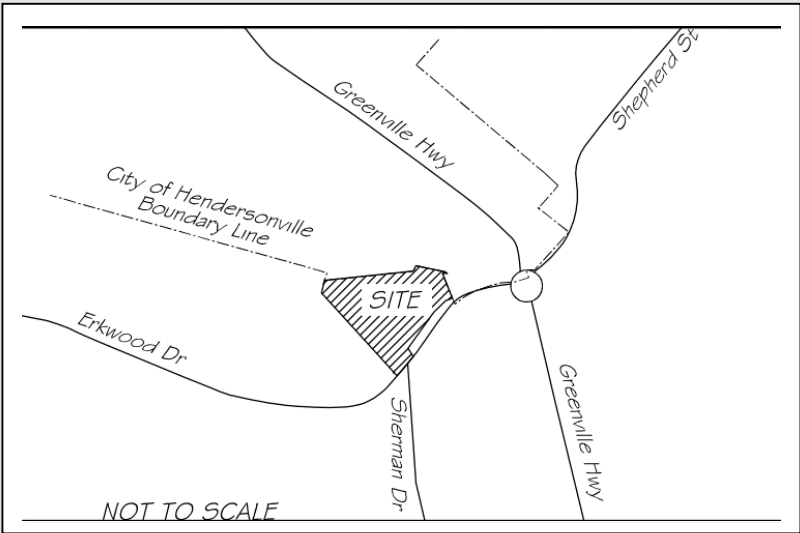 Shepherd St
Greenville Hwy
City of Hendersonville
Boundary Line
SITE
Erkwood Dr
Sherman Dr
Greenville Hwy
NOT TO SCALE